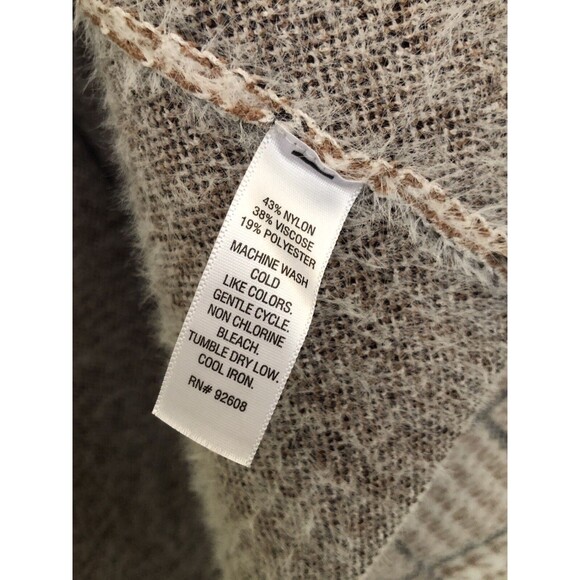 43% NYLON
38% VISCOSE
19% POLYESTER
MACHINE WASH
COLD
LIKE COLORS.
GENTLE CYCLE.
NON CHLORINE
BLEACH.
TUMBLE DRY LOW.
COOL IRON.
RN# 92608